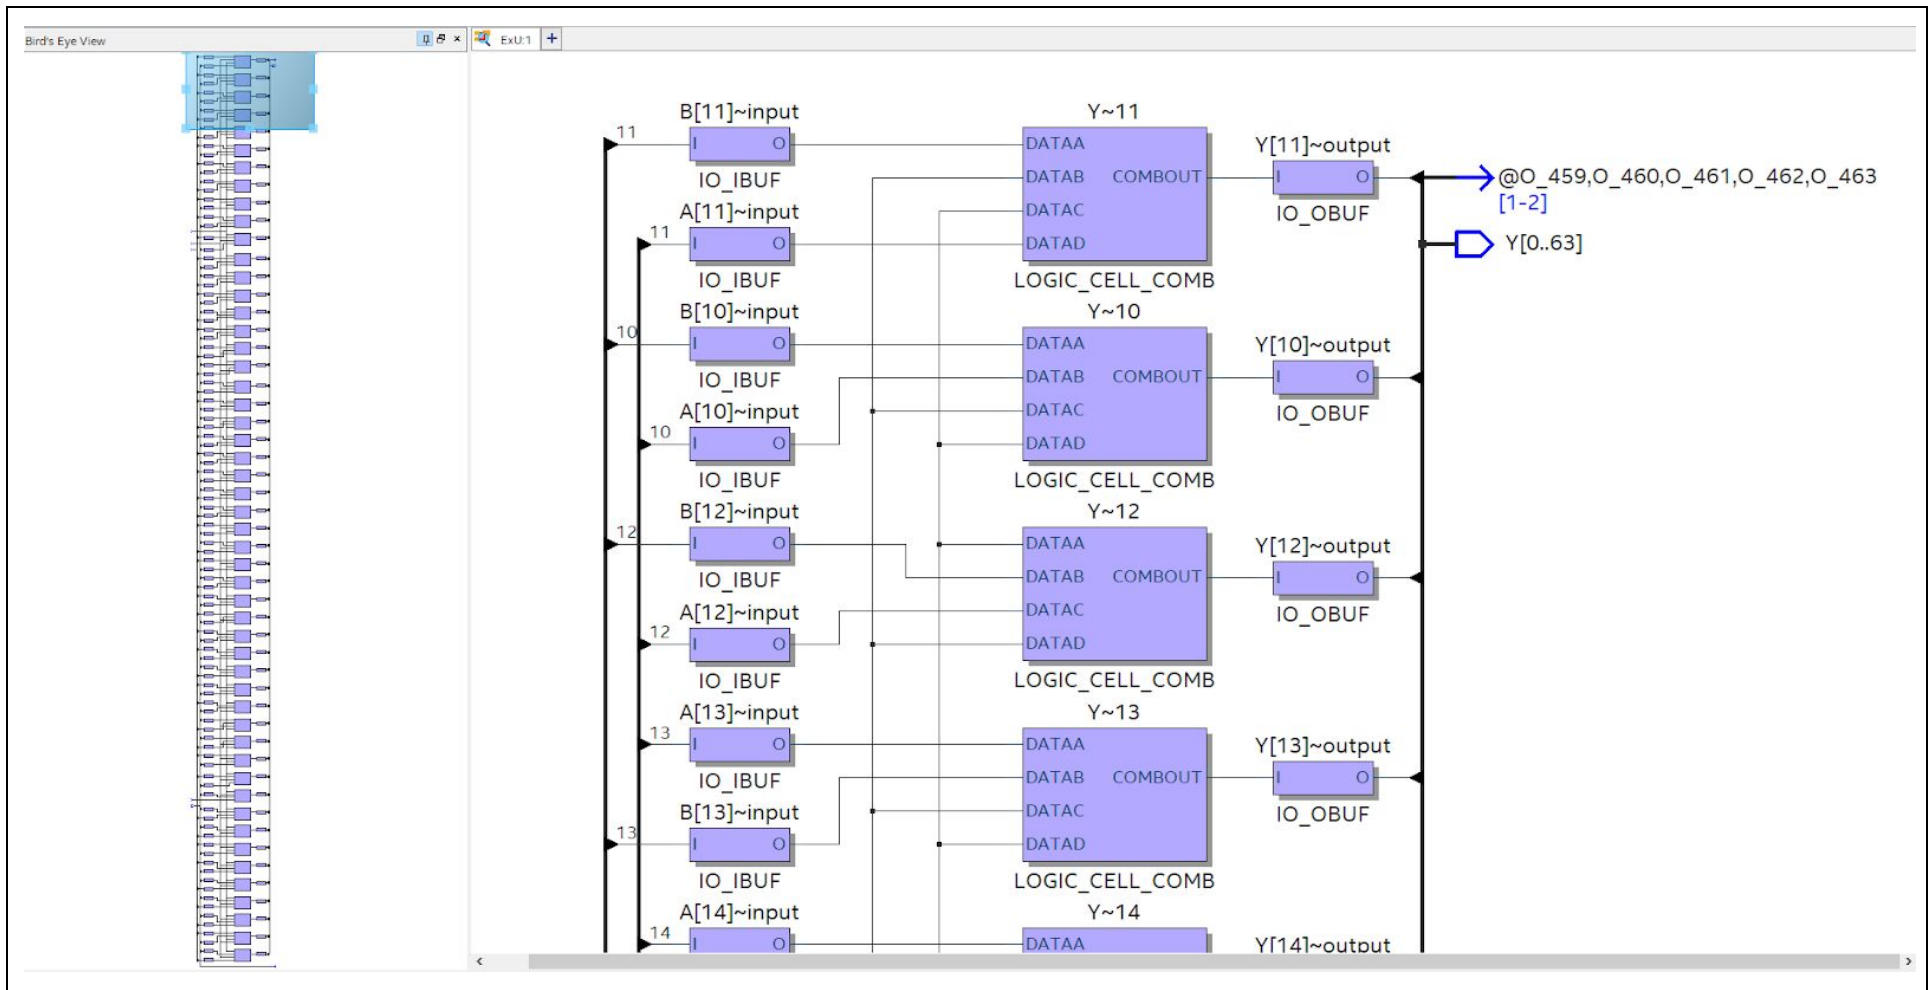 Bird's Eye View
ExU:1
B[11]~input
11
I O
IO_IBUF
A[11]~input
11
I O
IO_IBUF
Y~11
DATAA
DATAB COMBOUT
DATAC
DATAD
LOGIC_CELL_COMB
Y[11]~output
I O
IO_OBUF
@O_459,O_460,O_461,O_462,O_463
[1-2]
Y[0..63]
B[10]~input
10
I O
IO_IBUF
A[10]~input
10
I O
IO_IBUF
Y~10
DATAA
DATAB COMBOUT
DATAC
DATAD
LOGIC_CELL_COMB
Y[10]~output
I O
IO_OBUF
B[12]~input
12
I O
IO_IBUF
A[12]~input
12
I O
IO_IBUF
Y~12
DATAA
DATAB COMBOUT
DATAC
DATAD
LOGIC_CELL_COMB
Y[12]~output
I O
IO_OBUF
A[13]~input
13
I O
IO_IBUF
B[13]~input
13
I O
IO_IBUF
Y~13
DATAA
DATAB COMBOUT
DATAC
DATAD
LOGIC_CELL_COMB
Y[13]~output
I O
IO_OBUF
A[14]~input
14
I O
Y~14
DATAA
Y[14]~output